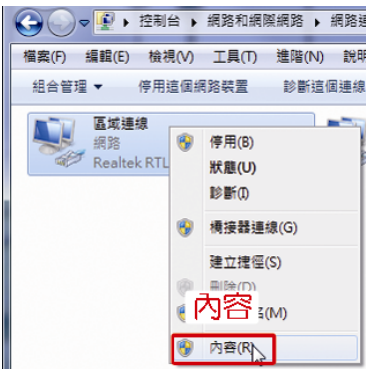 控制台 ▸ 網路和網際網路 ▸ 網路連
檔案(F) 編輯(E) 檢視(V) 工具(T) 進階(N) 說明
組合管理 ▼ 停用這個網路裝置 診斷這個連線
區域連線
網路
Realtek RTL
停用(B)
狀態(U)
診斷(I)
橋接器連線(G)
建立捷徑(S)
刪除(D)
名(M)
內容
內容(R)